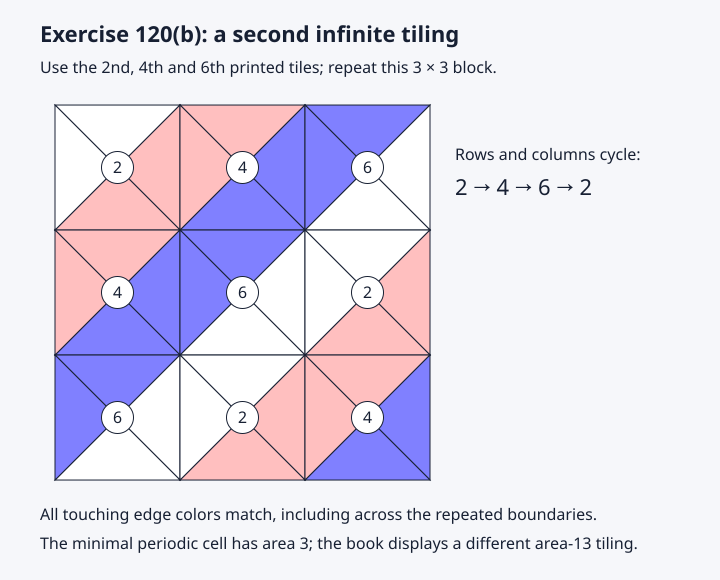 Exercise 120(b): a second infinite tiling
Use the 2nd, 4th and 6th printed tiles; repeat this 3 × 3 block.
2 4 6
Rows and columns cycle:
2 → 4 → 6 → 2
4 6 2
6 2 4
All touching edge colors match, including across the repeated boundaries.
The minimal periodic cell has area 3; the book displays a different area-13 tiling.